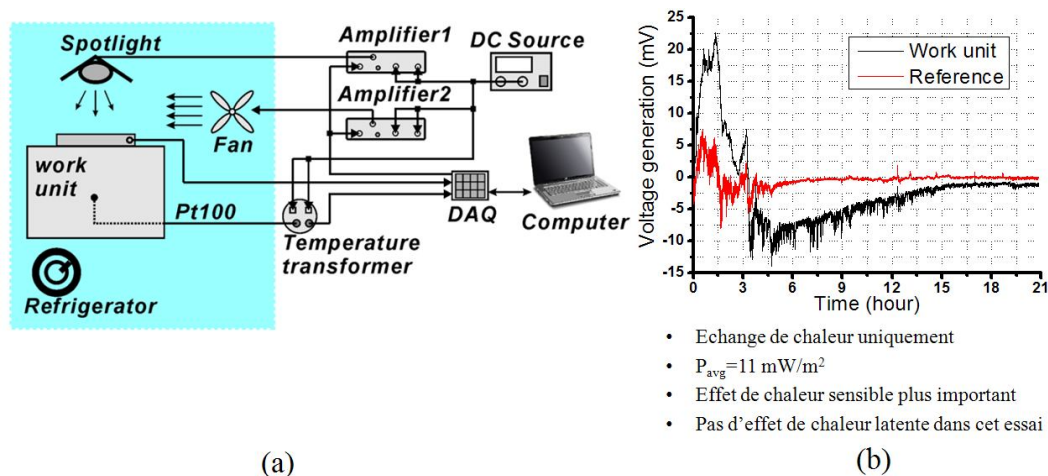 Spotlight
Amplifier1
DC Source
Amplifier2
Fan
work
unit
Pt100
DAQ
Computer
Temperature
transformer
Refrigerator
(a)
Voltage generation (mV)
25
20
15
10
5
0
-5
-10
-15
Work unit
Reference
0 3 6 9 12 15 18 21
Time (hour)
• Echange de chaleur uniquement
• Pavg=11 mW/m²
• Effet de chaleur sensible plus important
• Pas d’effet de chaleur latente dans cet essai
(b)